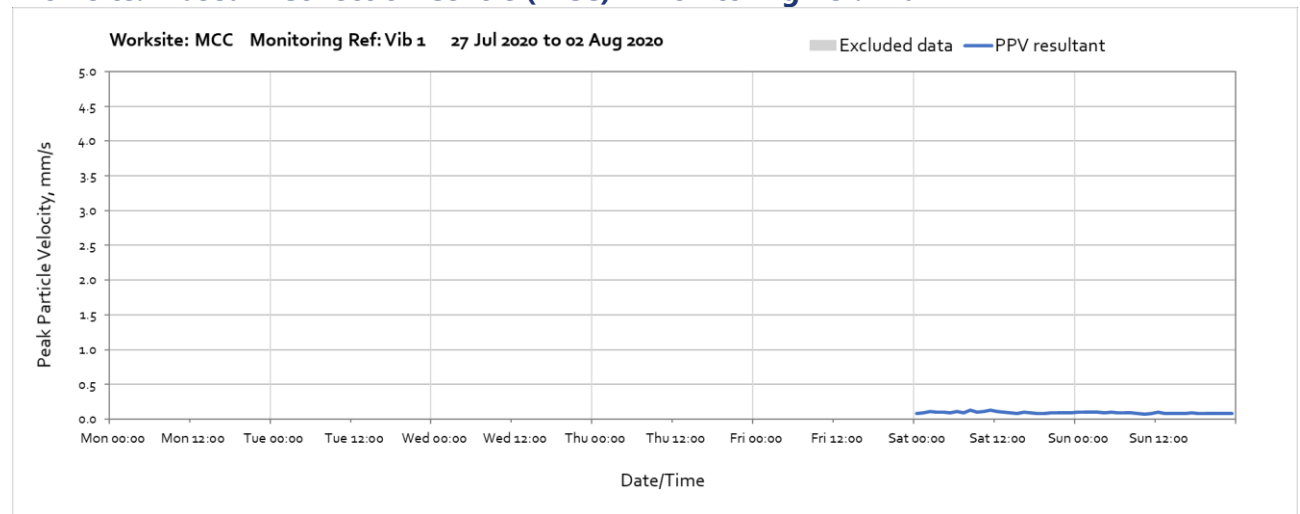 Worksite: MCC Monitoring Ref: Vib 1 27 Jul 2020 to 02 Aug 2020
Excluded data PPV resultant
5.0
4.5
4.0
3.5
3.0
2.5
2.0
1.5
1.0
0.5
0.0
Peak Particle Velocity, mm/s
Mon 00:00 Mon 12:00 Tue 00:00 Tue 12:00 Wed 00:00 Wed 12:00 Thu 00:00 Thu 12:00 Fri 00:00 Fri 12:00 Sat 00:00 Sat 12:00 Sun 00:00 Sun 12:00
Date/Time